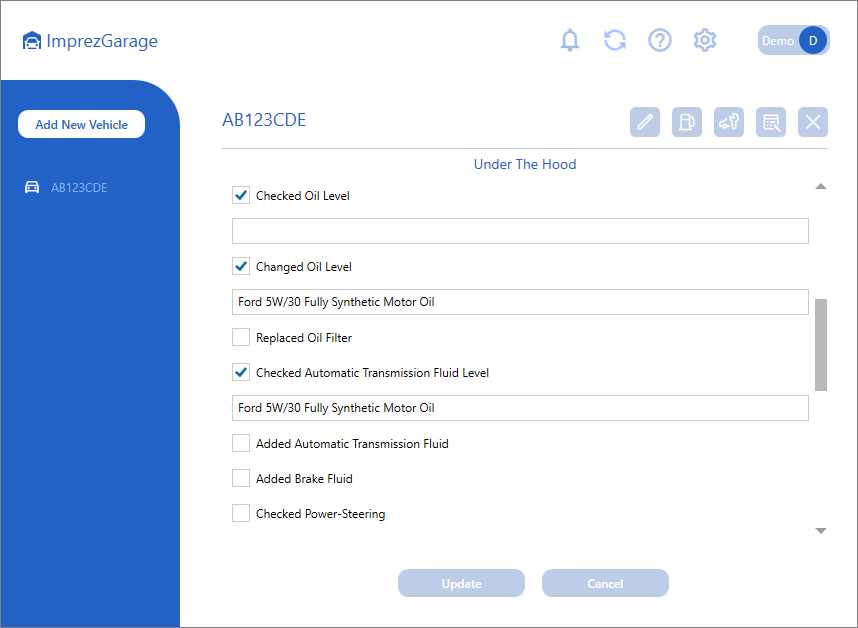 ImprezGarage
Demo D
Add New Vehicle
AB123CDE
AB123CDE
Under The Hood
Checked Oil Level
Changed Oil Level
Ford 5W/30 Fully Synthetic Motor Oil
Replaced Oil Filter
Checked Automatic Transmission Fluid Level
Ford 5W/30 Fully Synthetic Motor Oil
Added Automatic Transmission Fluid
Added Brake Fluid
Checked Power-Steering
Update Cancel